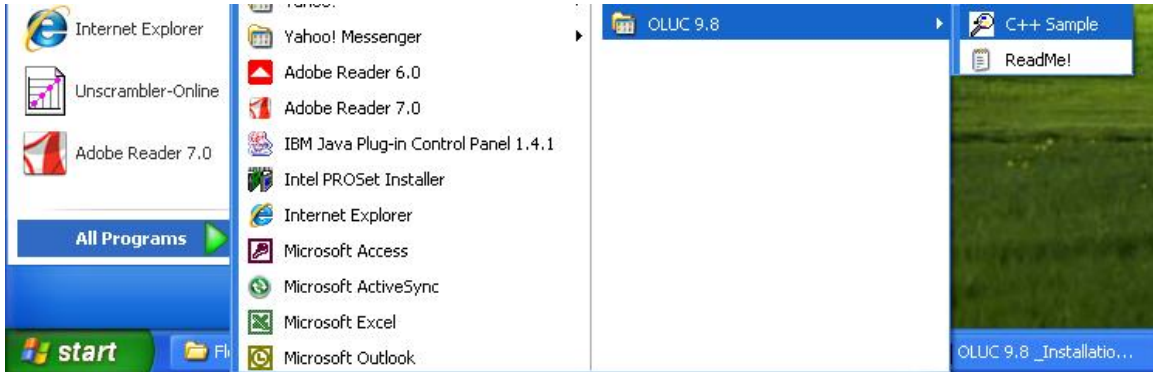 Internet Explorer
Unscrambler-Online
Adobe Reader 7.0
All Programs
start
Yahoo! Messenger
Adobe Reader 6.0
Adobe Reader 7.0
IBM Java Plug-in Control Panel 1.4.1
Intel PROSet Installer
Internet Explorer
Microsoft Access
Microsoft ActiveSync
Microsoft Excel
Microsoft Outlook
OLUC 9.8
C++ Sample
ReadMe!
OLUC 9.8 _Installatio...